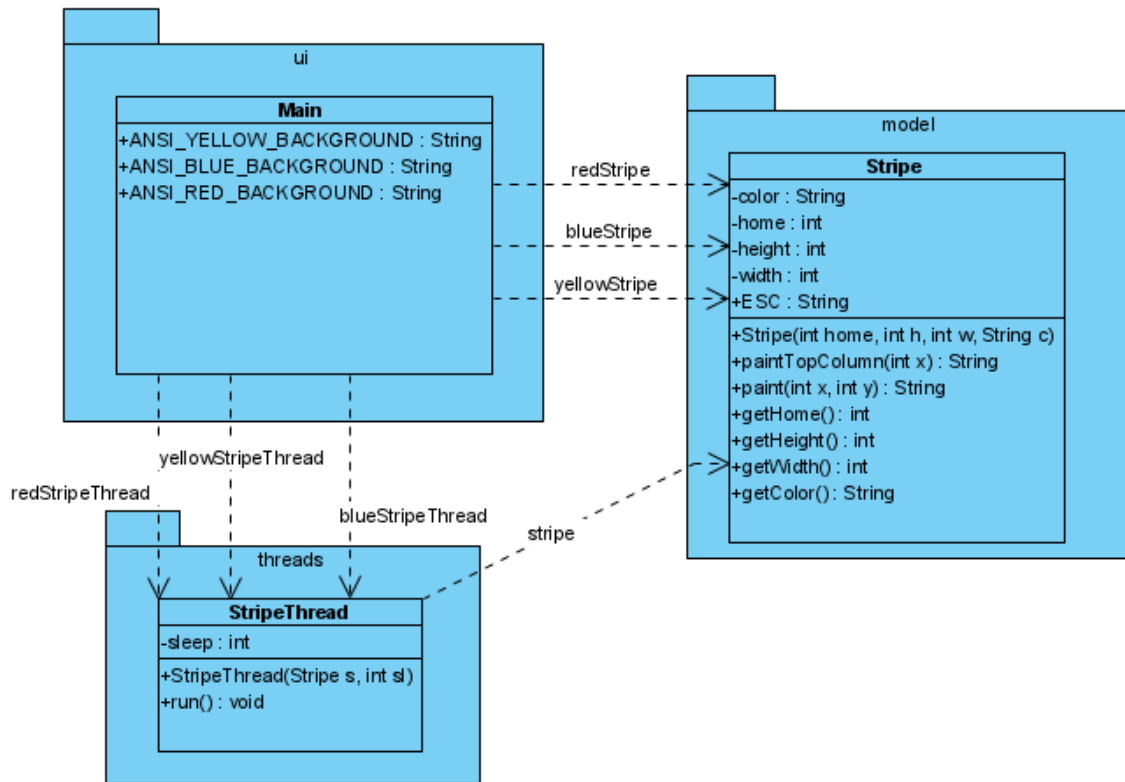 ui
Main
+ANSI_YELLOW_BACKGROUND : String
+ANSI_BLUE_BACKGROUND : String
+ANSI_RED_BACKGROUND : String
redStripe
blueStripe
yellowStripe
model
Stripe
-color : String
-home : int
-height : int
-width : int
+ESC : String
+Stripe(int home, int h, int w, String c)
+paintTopColumn(int x) : String
+paint(int x, int y) : String
+getHome() : int
+getHeight() : int
+getWidth() : int
+getColor() : String
yellowStripeThread
redStripeThread
blueStripeThread
stripe
threads
StripeThread
-sleep : int
+StripeThread(Stripe s, int sl)
+run() : void